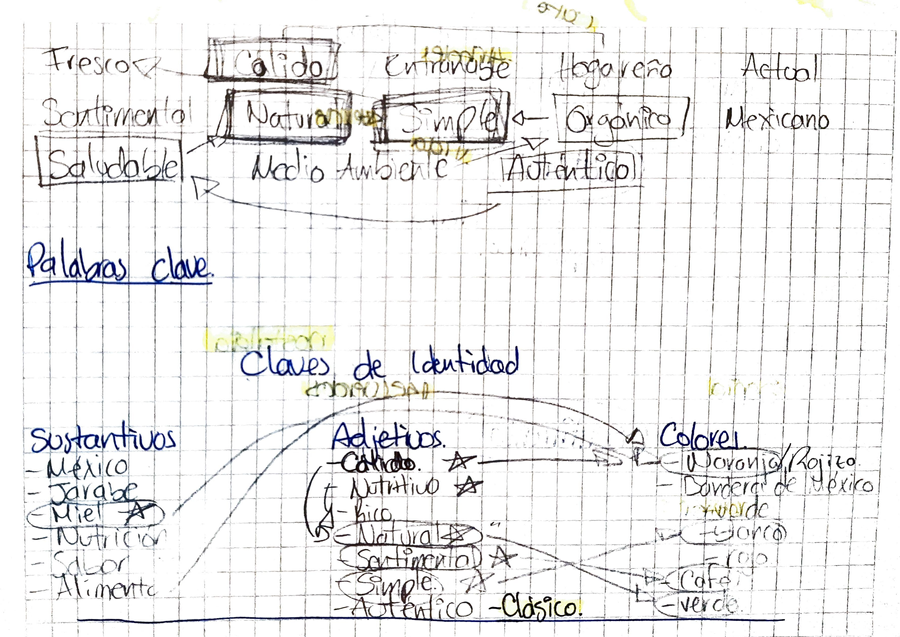 Fresco Cálido Entrañable Hogareño Actual
Sentimental Natural Simple Orgánico Mexicano
Saludable Medio Ambiente Auténtico
Palabras clave.
Claves de Identidad
Sustantivos Adjetivos. Colores.
-México -Cálido. -Naranja/Rojizo
-Jarabe -Nutritivo -Bandera de México
-Miel -Rico -verde
-Nutrición -Natural -blanco
-Sabor -Sentimental -rojo
-Alimento -Simple. -Café
-Auténtico -Clásico. -verde.